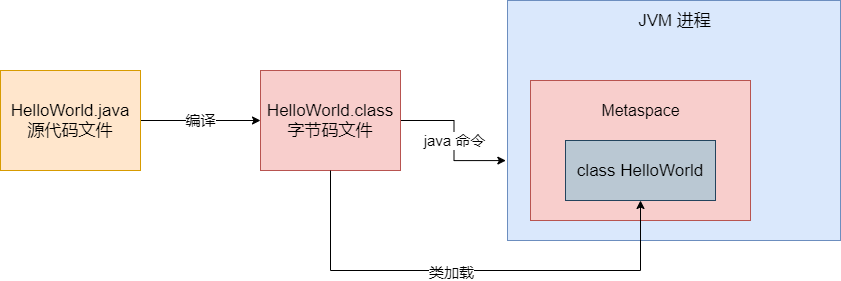 JVM 进程
HelloWorld.java
源代码文件
编译
HelloWorld.class
字节码文件
java 命令
Metaspace
class HelloWorld
类加载